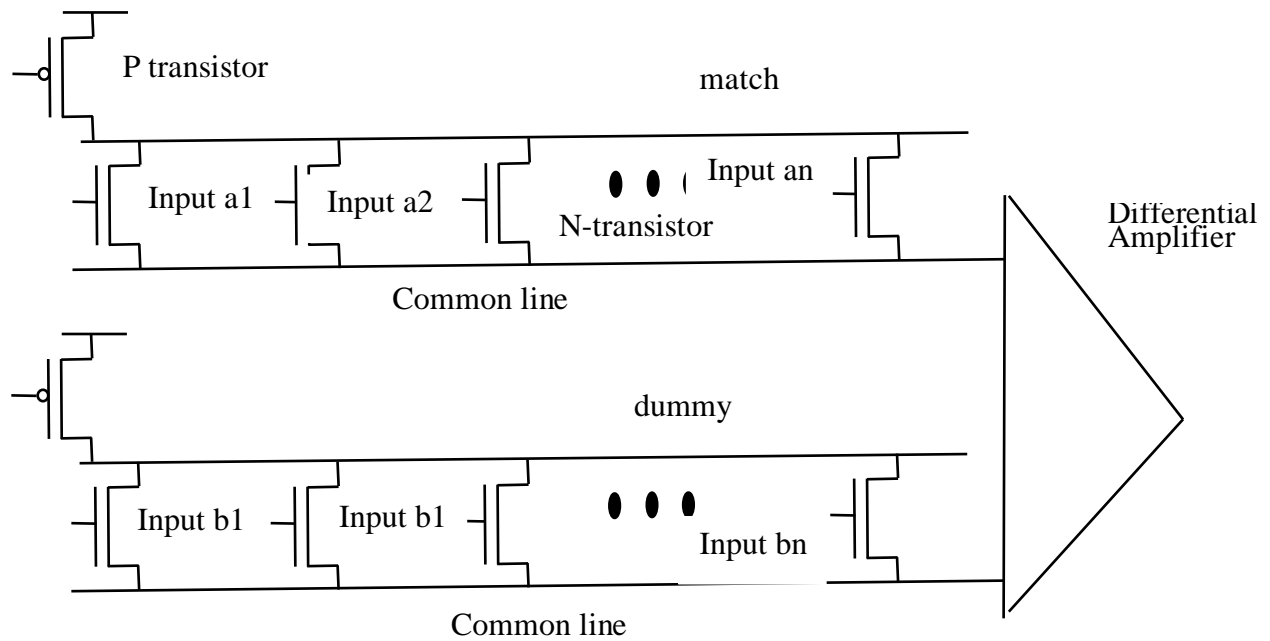 P transistor
match
Input a1
Input a2
Input an
N-transistor
Differential
Amplifier
Common line
dummy
Input b1
Input b1
Input bn
Common line